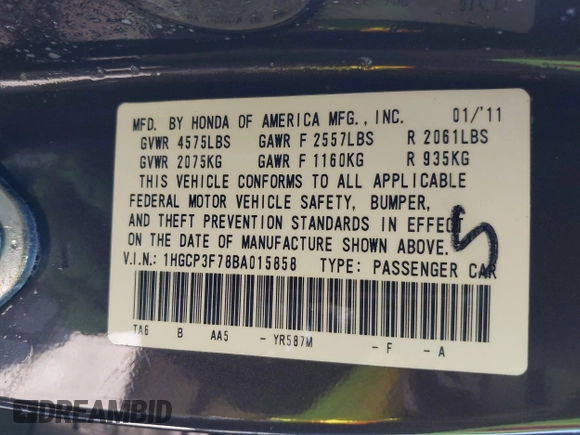 MFD. BY HONDA OF AMERICA MFG., INC. 01/'11
GVWR 4575LBS GAWR F 2557LBS R 2061LBS
GVWR 2075KG GAWR F 1160KG R 935KG
THIS VEHICLE CONFORMS TO ALL APPLICABLE
FEDERAL MOTOR VEHICLE SAFETY, BUMPER,
AND THEFT PREVENTION STANDARDS IN EFFECT
ON THE DATE OF MANUFACTURE SHOWN ABOVE.
5
V.I.N.: 1HGCP3F78BA015858 TYPE: PASSENGER CAR
TA6 B AA5 - YR587M - F - A
DREAMBID